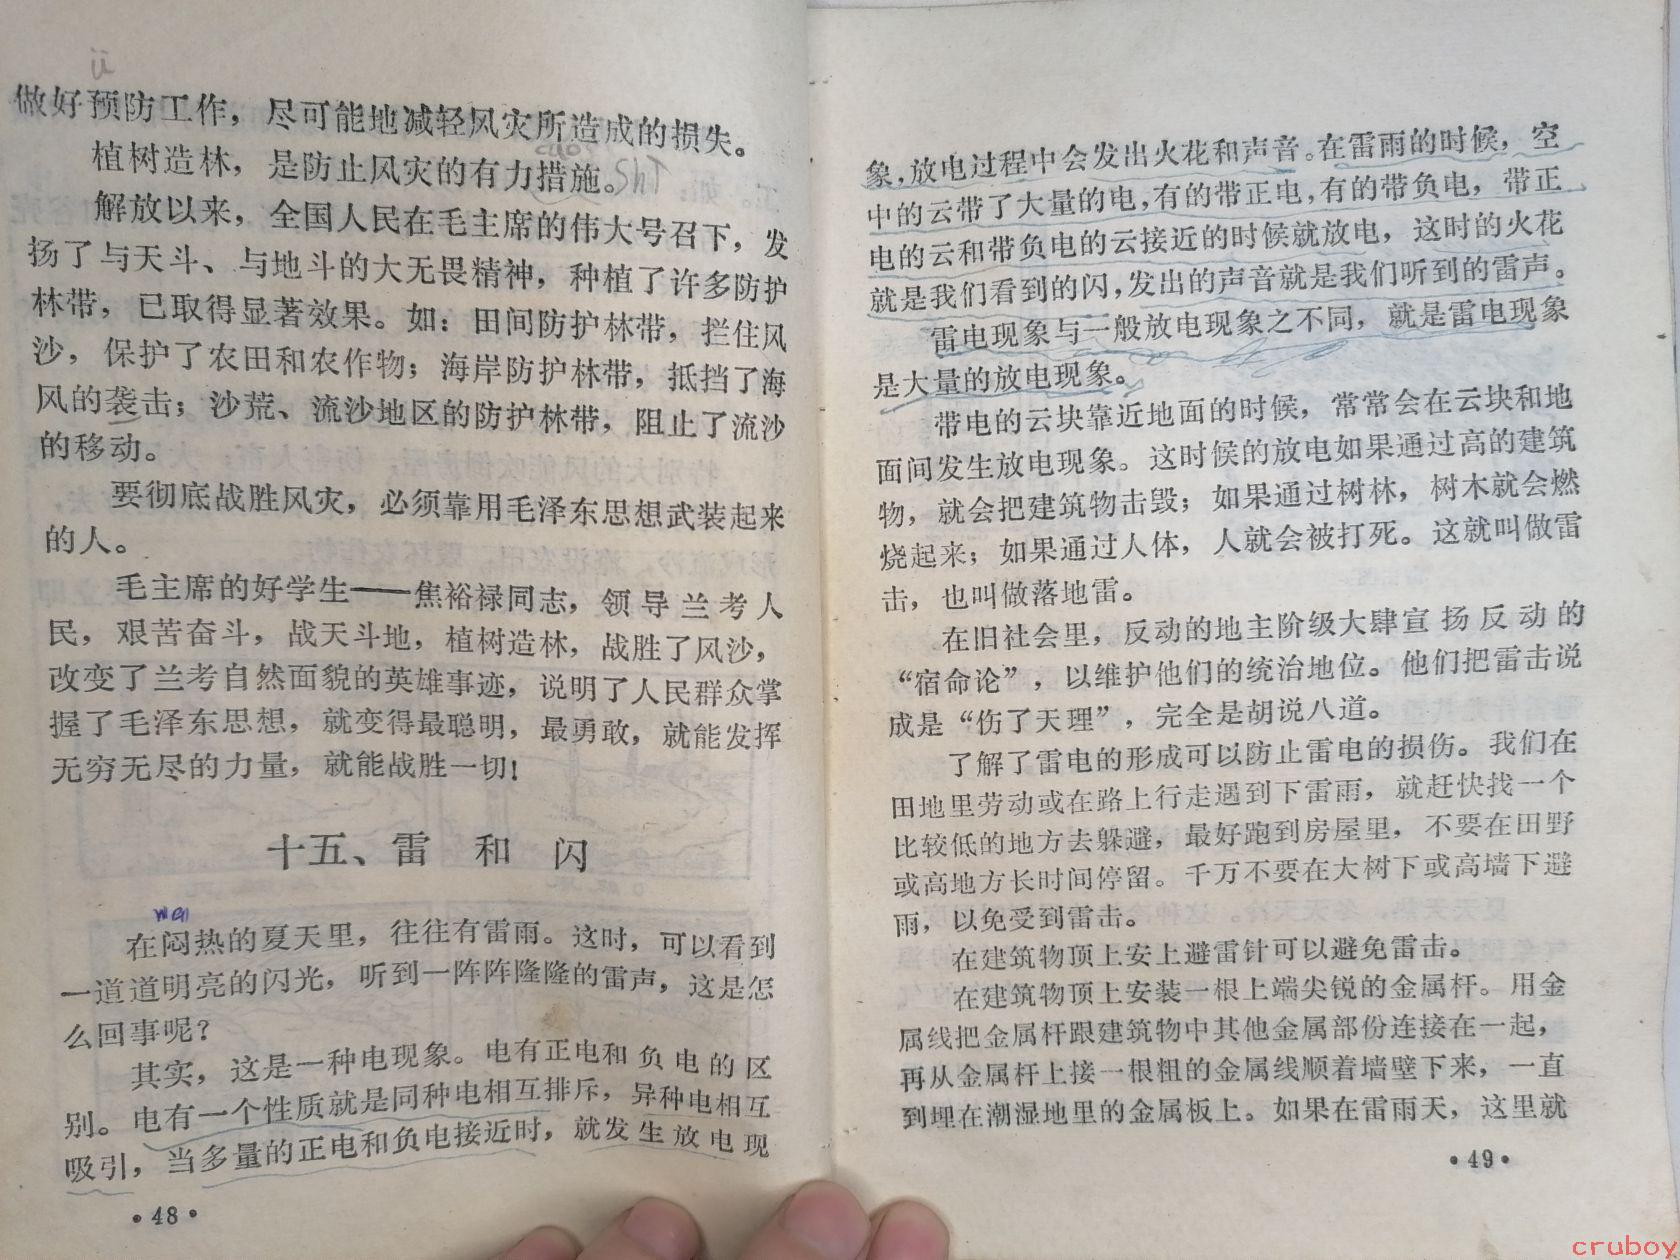 做好预防工作，尽可能地减轻风灾所造成的损失。
植树造林，是防止风灾的有力措施。
解放以来，全国人民在毛主席的伟大号召下，发
扬了与天斗、与地斗的大无畏精神，种植了许多防护
林带，已取得显著效果。如：田间防护林带，拦住风
沙，保护了农田和农作物；海岸防护林带，抵挡了海
风的袭击；沙荒、流沙地区的防护林带，阻止了流沙
的移动。
要彻底战胜风灾，必须靠用毛泽东思想武装起来
的人。
毛主席的好学生——焦裕禄同志，领导兰考人
民，艰苦奋斗，战天斗地，植树造林，战胜了风沙，
改变了兰考自然面貌的英雄事迹，说明了人民群众掌
握了毛泽东思想，就变得最聪明，最勇敢，就能发挥
无穷无尽的力量，就能战胜一切！
十五、雷 和 闪
在闷热的夏天里，往往有雷雨。这时，可以看到
一道道明亮的闪光，听到一阵阵隆隆的雷声，这是怎
么回事呢？
其实，这是一种电现象。电有正电和负电的区
别。电有一个性质就是同种电相互排斥，异种电相互
吸引，当多量的正电和负电接近时，就发生放电现
·48·
象，放电过程中会发出火花和声音。在雷雨的时候，空
中的云带了大量的电，有的带正电，有的带负电，带正
电的云和带负电的云接近的时候就放电，这时的火花
就是我们看到的闪，发出的声音就是我们听到的雷声。
雷电现象与一般放电现象之不同，就是雷电现象
是大量的放电现象。
带电的云块靠近地面的时候，常常会在云块和地
面间发生放电现象。这时候的放电如果通过高的建筑
物，就会把建筑物击毁；如果通过树林，树木就会燃
烧起来；如果通过人体，人就会被打死。这就叫做雷
击，也叫做落地雷。
在旧社会里，反动的地主阶级大肆宣扬反动的
“宿命论”，以维护他们的统治地位。他们把雷击说
成是“伤了天理”，完全是胡说八道。
了解了雷电的形成可以防止雷电的损伤。我们在
田地里劳动或在路上行走遇到下雷雨，就赶快找一个
比较低的地方去躲避，最好跑到房屋里，不要在田野
或高地方长时间停留。千万不要在大树下或高墙下避
雨，以免受到雷击。
在建筑物顶上安上避雷针可以避免雷击。
在建筑物顶上安装一根上端尖锐的金属杆。用金
属线把金属杆跟建筑物中其他金属部份连接在一起，
再从金属杆上接一根粗的金属线顺着墙壁下来，一直
到埋在潮湿地里的金属板上。如果在雷雨天，这里就
·49·
cruboy